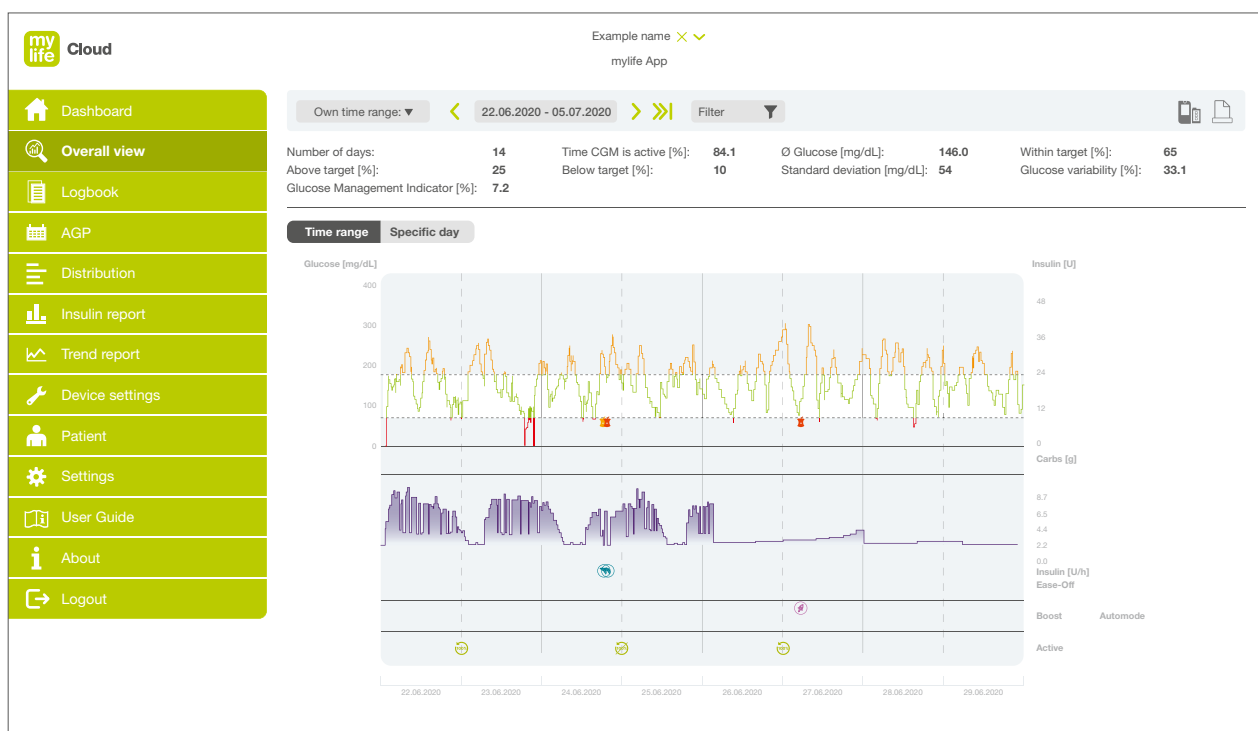 my life Cloud
Example name
mylife App
Dashboard
Overall view
Logbook
AGP
Distribution
Insulin report
Trend report
Device settings
Patient
Settings
User Guide
About
Logout
Own time range: ▼ 22.06.2020 - 05.07.2020 Filter
Number of days: 14 Time CGM is active [%]: 84.1 Ø Glucose [mg/dL]: 146.0 Within target [%]: 65
Above target [%]: 25 Below target [%]: 10 Standard deviation [mg/dL]: 54 Glucose variability [%]: 33.1
Glucose Management Indicator [%]: 7.2
Time range Specific day
Glucose [mg/dL] Insulin [U]
400
48
300
36
200
24
100
12
0 0
Carbs [g]
8.7
6.5
4.4
2.2
0.0
Insulin [U/h]
Ease-Off
Boost Automode
Active
22.06.2020 23.06.2020 24.06.2020 25.06.2020 26.06.2020 27.06.2020 28.06.2020 29.06.2020